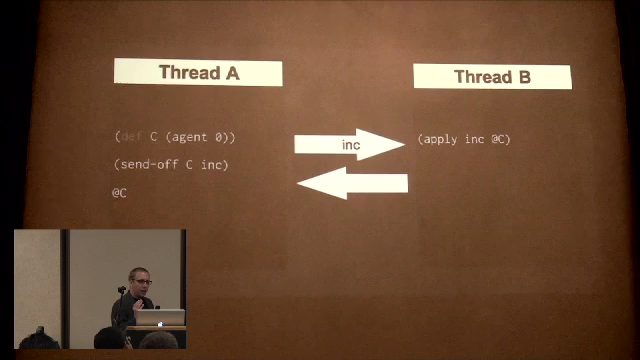 Thread A
Thread B
(def C (agent 0))
inc
(apply inc @C)
(send-off C inc)
@C